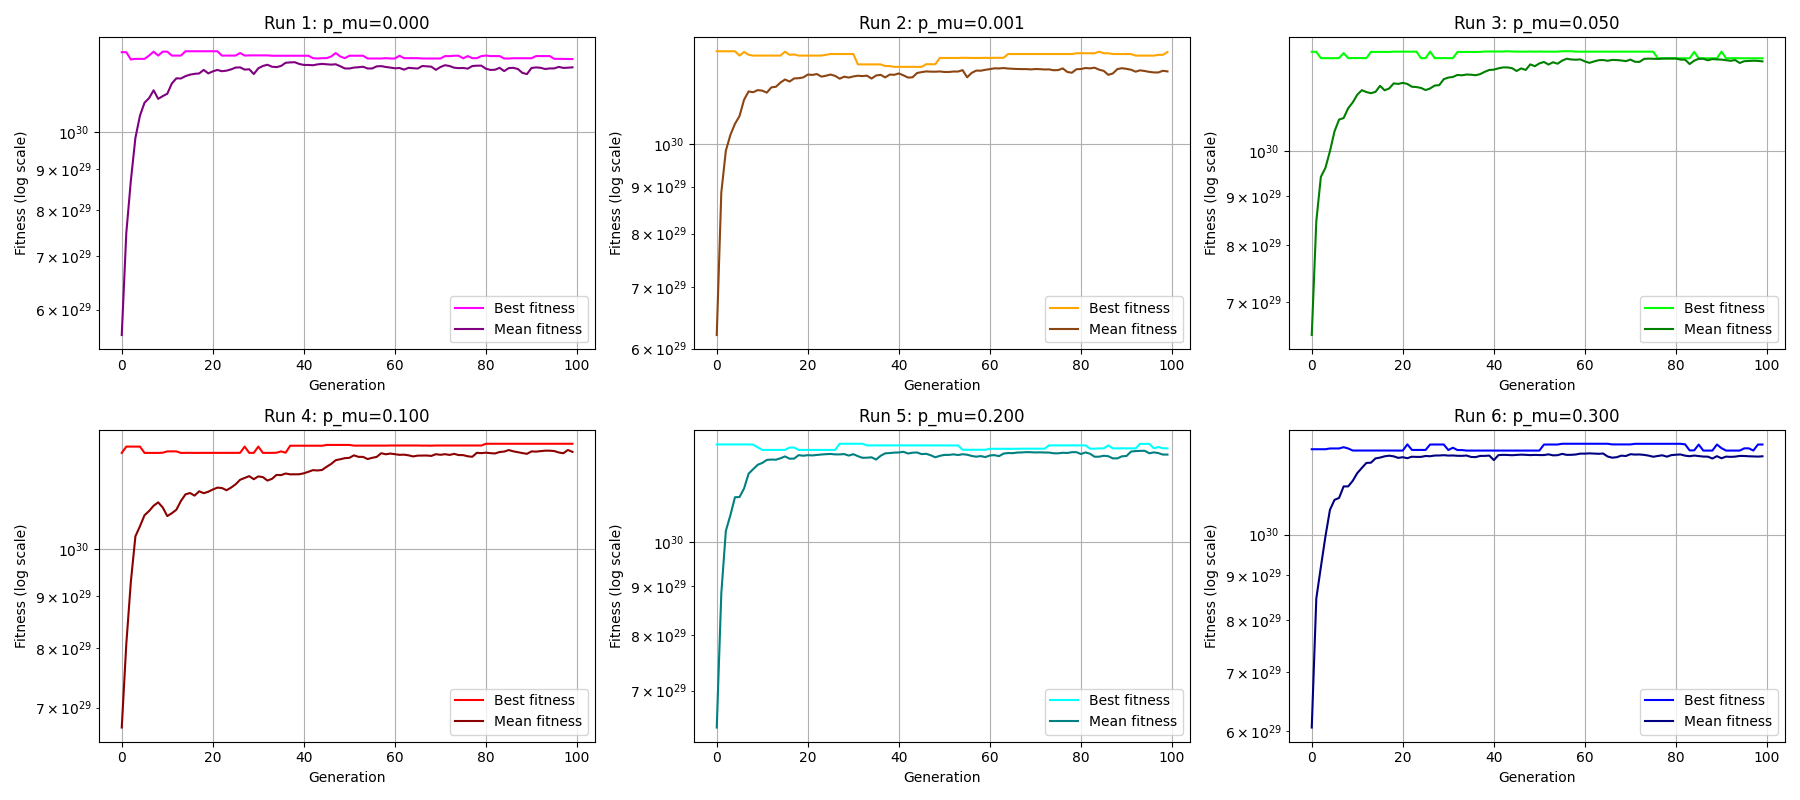 Run 1: p_mu=0.000
Fitness (log scale)
10^30
9 × 10^29
8 × 10^29
7 × 10^29
6 × 10^29
0 20 40 60 80 100
Generation
Best fitness
Mean fitness
Run 2: p_mu=0.001
Fitness (log scale)
10^30
9 × 10^29
8 × 10^29
7 × 10^29
6 × 10^29
0 20 40 60 80 100
Generation
Best fitness
Mean fitness
Run 3: p_mu=0.050
Fitness (log scale)
10^30
9 × 10^29
8 × 10^29
7 × 10^29
0 20 40 60 80 100
Generation
Best fitness
Mean fitness
Run 4: p_mu=0.100
Fitness (log scale)
10^30
9 × 10^29
8 × 10^29
7 × 10^29
0 20 40 60 80 100
Generation
Best fitness
Mean fitness
Run 5: p_mu=0.200
Fitness (log scale)
10^30
9 × 10^29
8 × 10^29
7 × 10^29
0 20 40 60 80 100
Generation
Best fitness
Mean fitness
Run 6: p_mu=0.300
Fitness (log scale)
10^30
9 × 10^29
8 × 10^29
7 × 10^29
6 × 10^29
0 20 40 60 80 100
Generation
Best fitness
Mean fitness